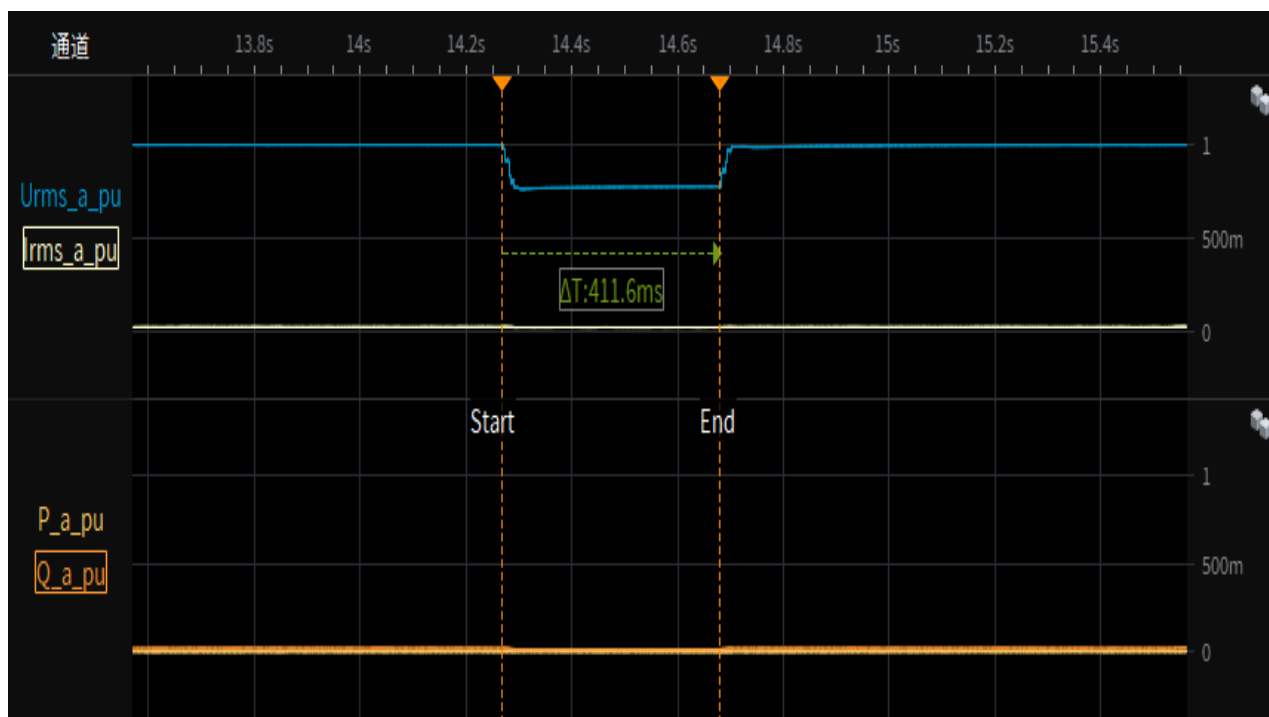 通道 13.8s 14s 14.2s 14.4s 14.6s 14.8s 15s 15.2s 15.4s
1
Urms_a_pu
Irms_a_pu
500m
ΔT:411.6ms
0
Start End
1
P_a_pu
500m
Q_a_pu
0